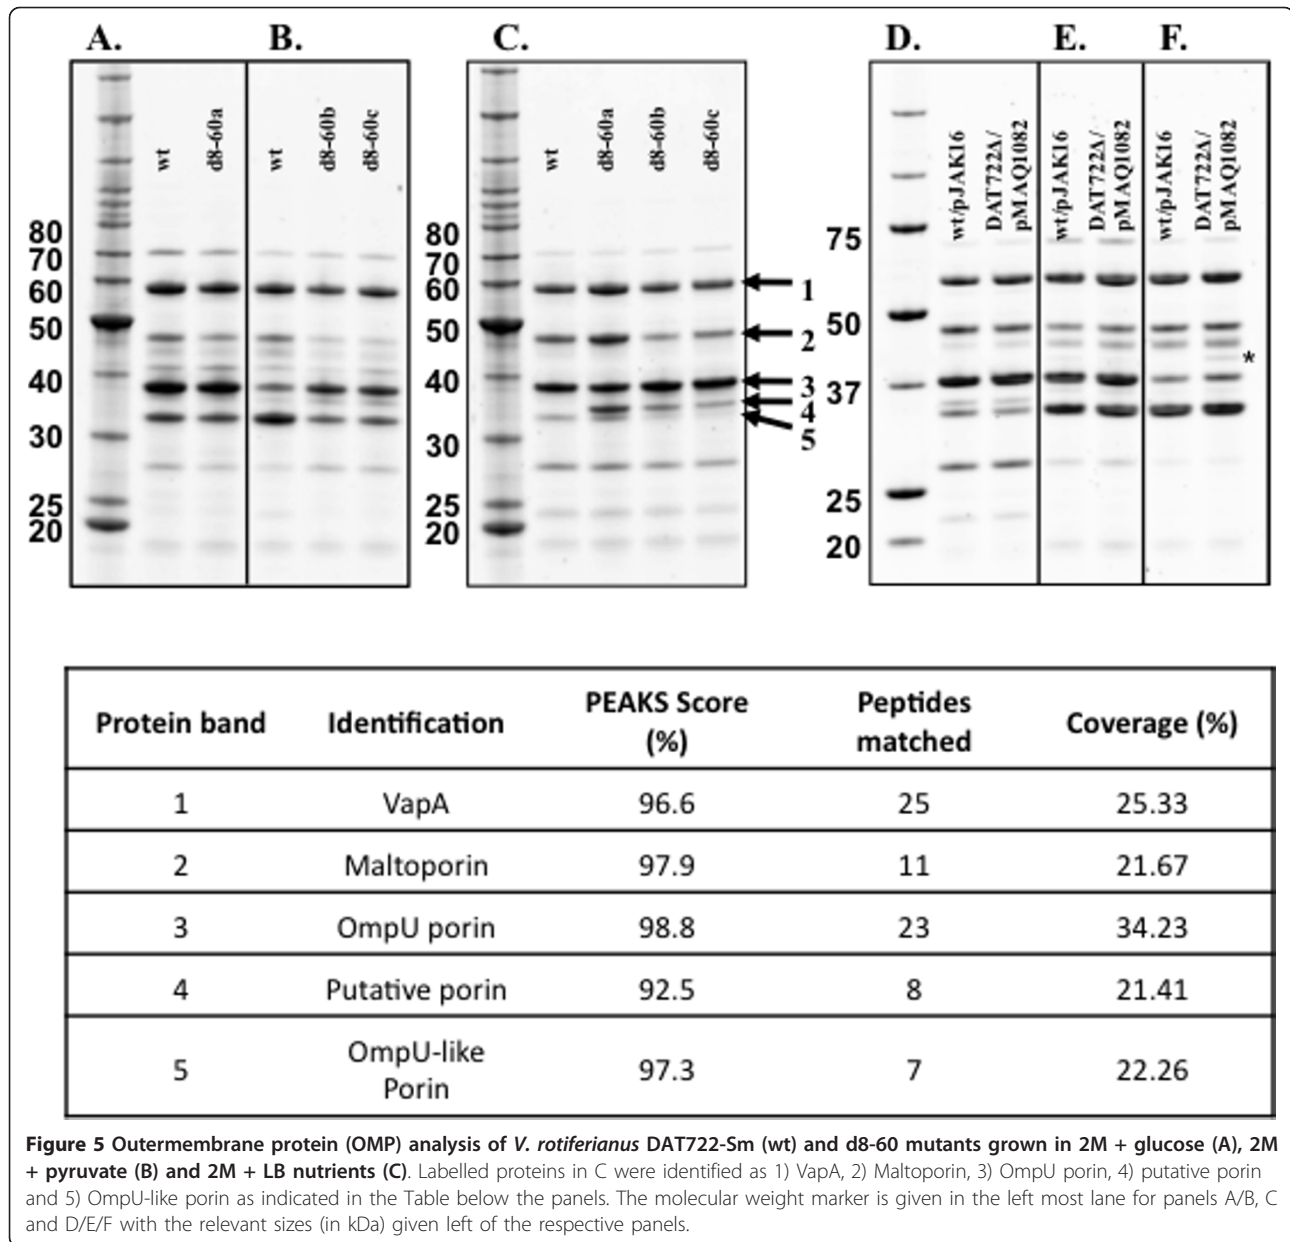 A. B. C. D. E. F.
wt
d8-60a
wt
d8-60b
d8-60c
80
70
60
50
40
30
25
20
wt
d8-60a
d8-60b
d8-60c
80
70
60
50
40
30
25
20
1
2
3
4
5
wt/pJAK16
DAT722Δ/
pMAQ1082
wt/pJAK16
DAT722Δ/
pMAQ1082
wt/pJAK16
DAT722Δ/
pMAQ1082
75
50
37
25
20
*
Protein band Identification PEAKS Score (%) Peptides matched Coverage (%)
1 VapA 96.6 25 25.33
2 Maltoporin 97.9 11 21.67
3 OmpU porin 98.8 23 34.23
4 Putative porin 92.5 8 21.41
5 OmpU-like Porin 97.3 7 22.26
Figure 5 Outermembrane protein (OMP) analysis of V. rotiferianus DAT722-Sm (wt) and d8-60 mutants grown in 2M + glucose (A), 2M
+ pyruvate (B) and 2M + LB nutrients (C). Labelled proteins in C were identified as 1) VapA, 2) Maltoporin, 3) OmpU porin, 4) putative porin
and 5) OmpU-like porin as indicated in the Table below the panels. The molecular weight marker is given in the left most lane for panels A/B, C
and D/E/F with the relevant sizes (in kDa) given left of the respective panels.